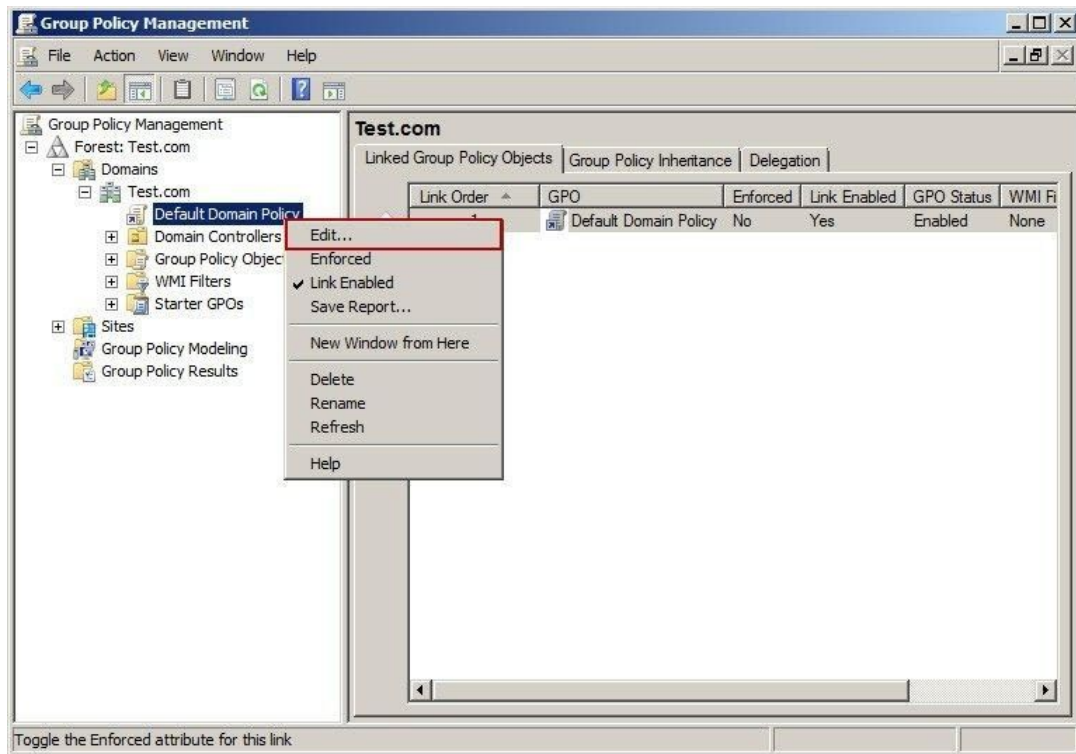 Group Policy Management
File Action View Window Help
Group Policy Management
Forest: Test.com
Domains
Test.com
Default Domain Policy
Domain Controllers
Group Policy Objec
WMI Filters
Starter GPOs
Sites
Group Policy Modeling
Group Policy Results
Edit...
Enforced
Link Enabled
Save Report...
New Window from Here
Delete
Rename
Refresh
Help
Test.com
Linked Group Policy Objects Group Policy Inheritance Delegation
Link Order GPO Enforced Link Enabled GPO Status WMI Fi
1 Default Domain Policy No Yes Enabled None
Toggle the Enforced attribute for this link